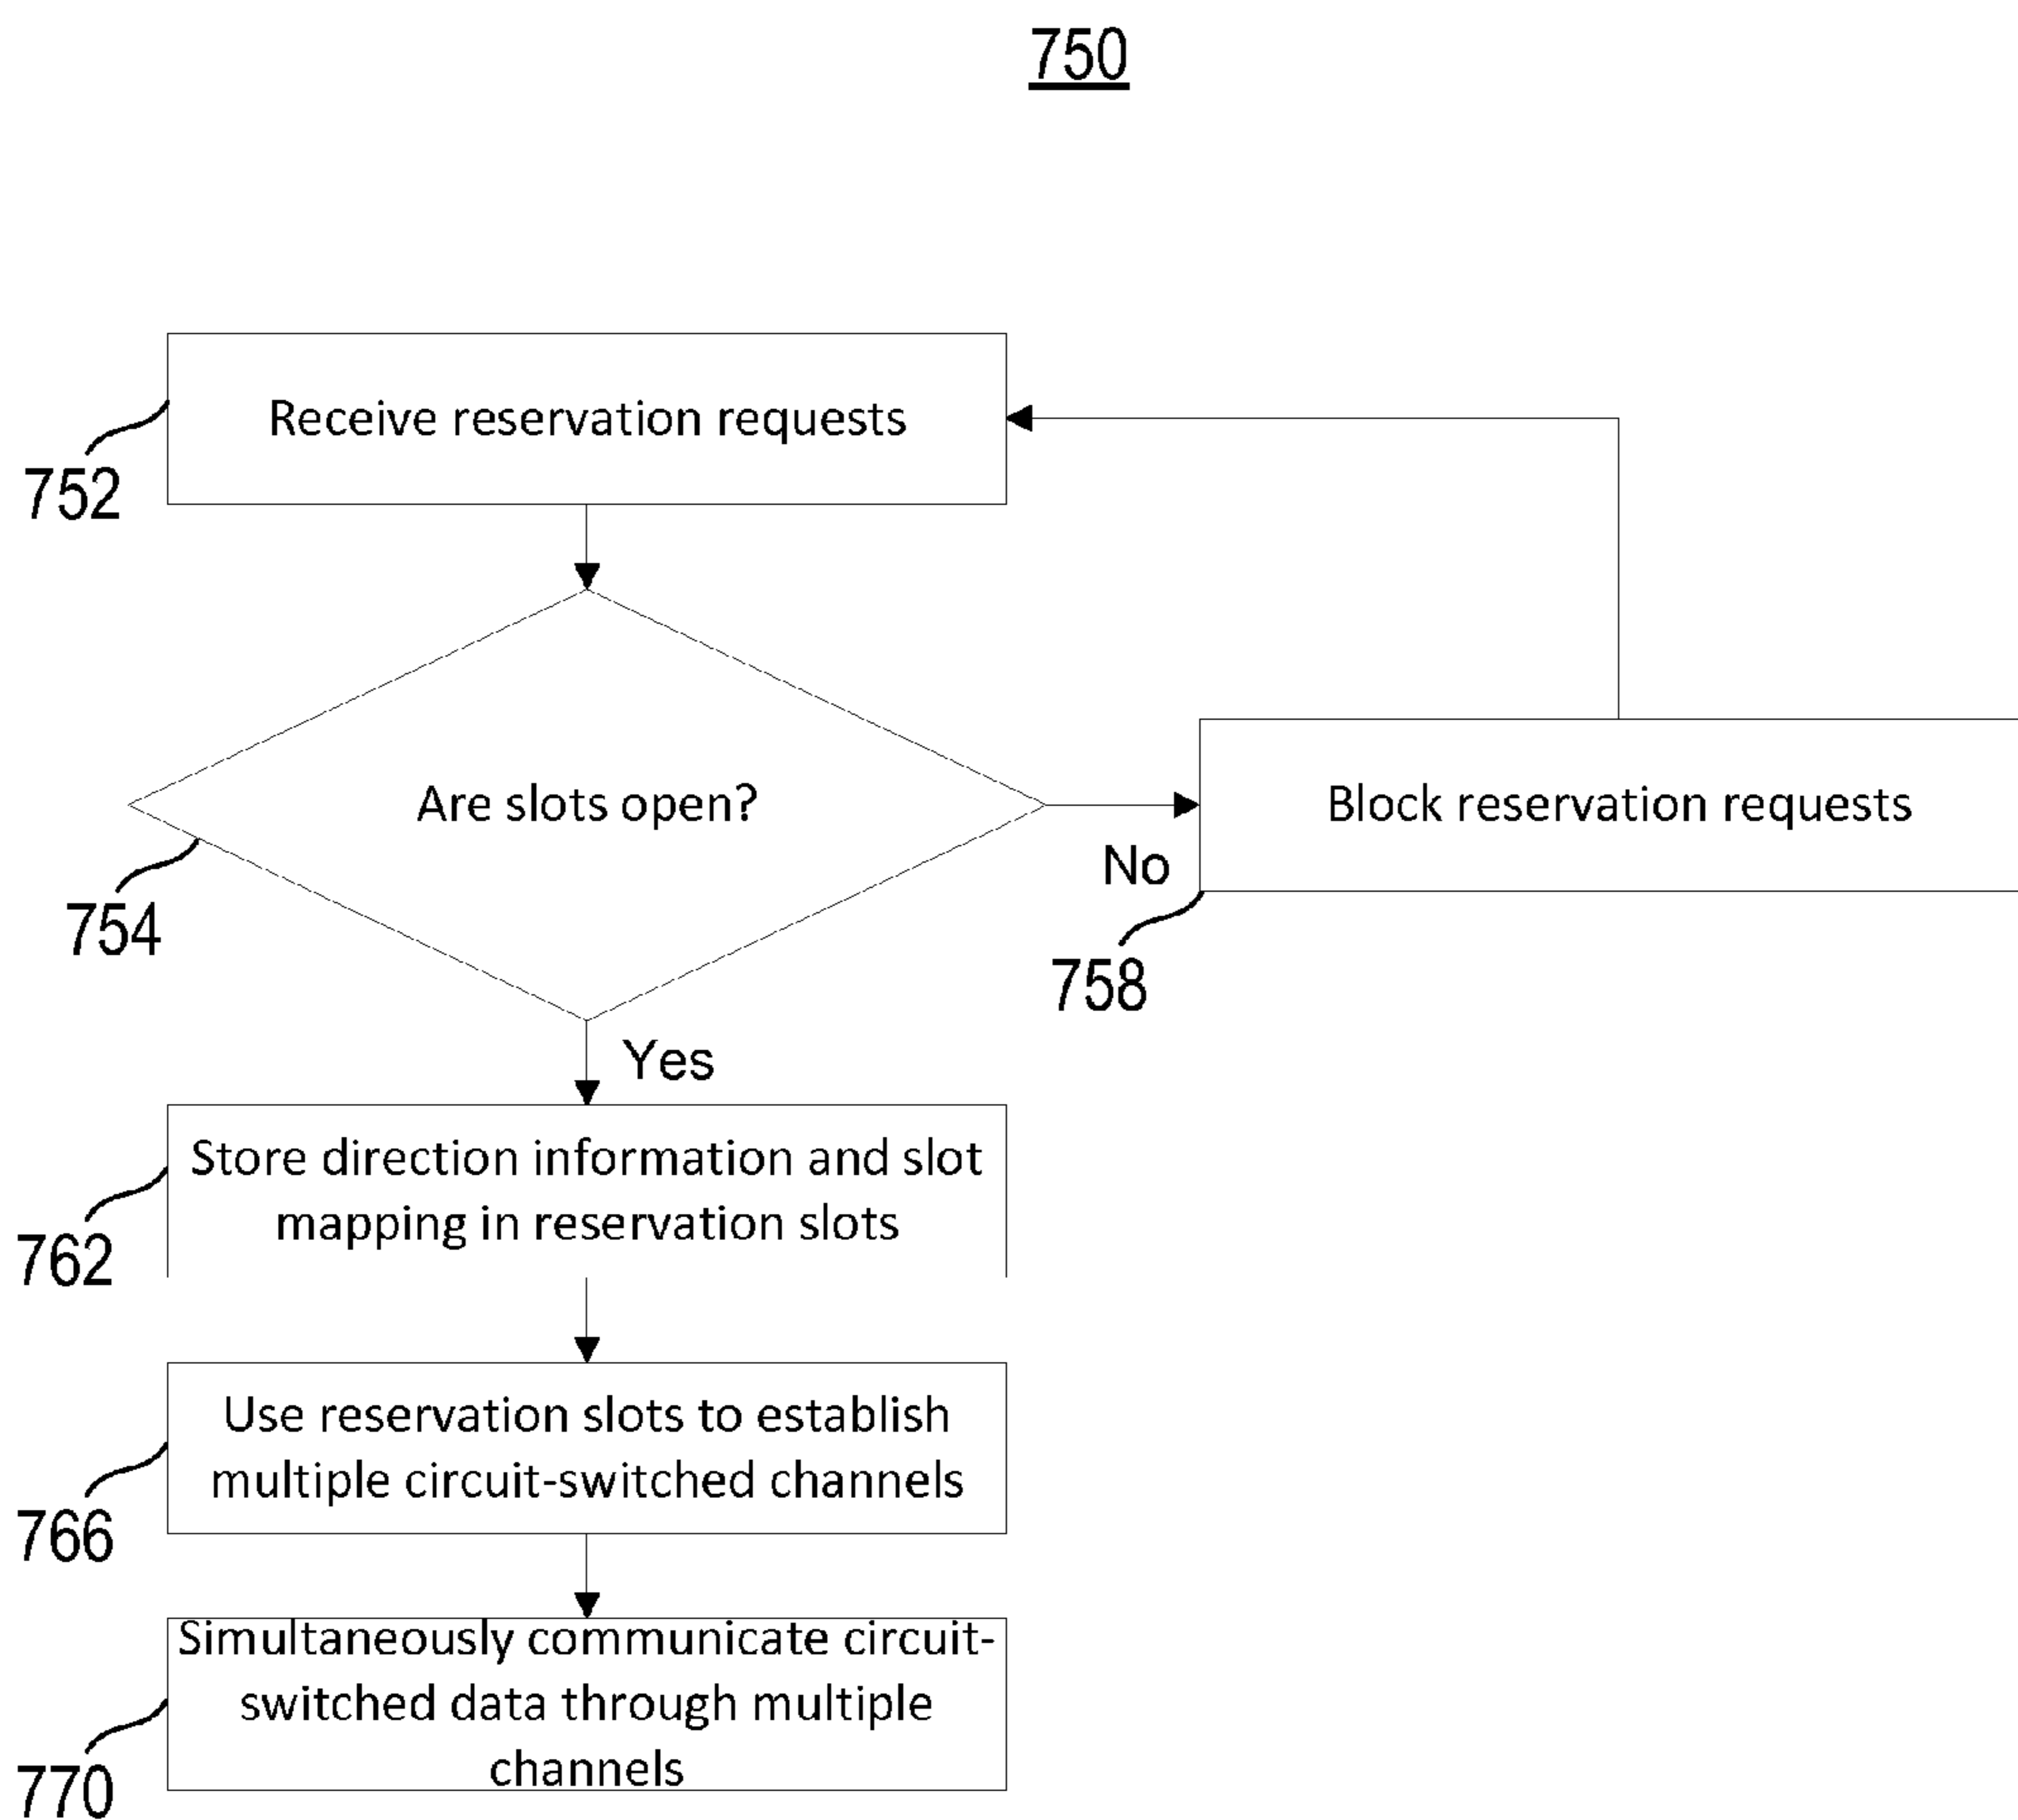 750
Receive reservation requests
752
Are slots open?
Block reservation requests
No
754
758
Yes
Store direction information and slot
mapping in reservation slots
762
Use reservation slots to establish
multiple circuit-switched channels
766
Simultaneously communicate circuit-
switched data through multiple
channels
770